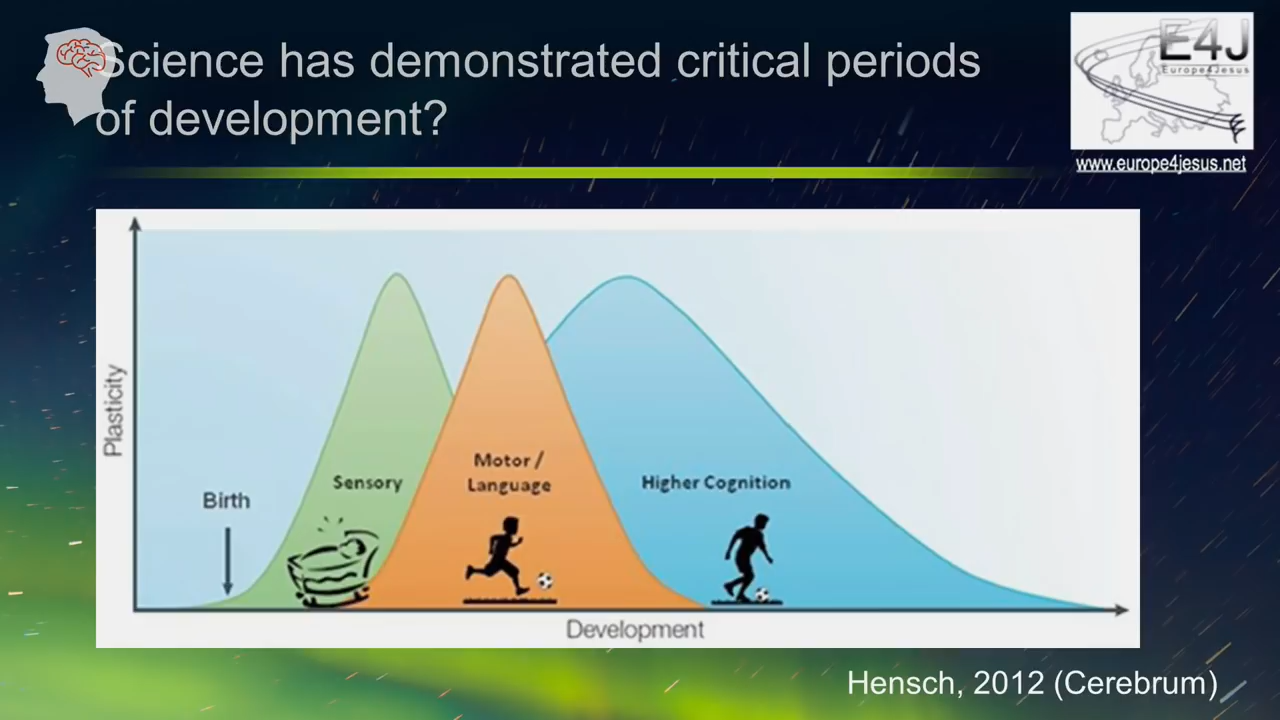 Science has demonstrated critical periods
of development?
E4J
Europe4Jesus
www.europe4jesus.net
Plasticity
Birth
Sensory
Motor /
Language
Higher Cognition
Development
Hensch, 2012 (Cerebrum)